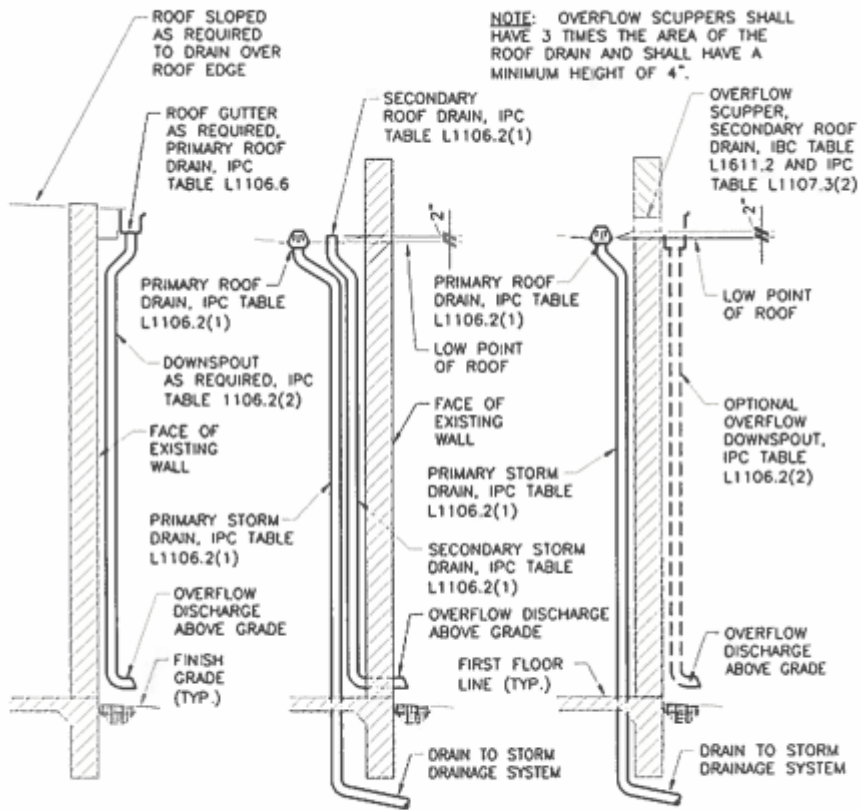 ROOF SLOPED
AS REQUIRED
TO DRAIN OVER
ROOF EDGE
NOTE: OVERFLOW SCUPPERS SHALL
HAVE 3 TIMES THE AREA OF THE
ROOF DRAIN AND SHALL HAVE A
MINIMUM HEIGHT OF 4".
ROOF GUTTER
AS REQUIRED,
PRIMARY ROOF
DRAIN, IPC
TABLE L1106.6
SECONDARY
ROOF DRAIN, IPC
TABLE L1106.2(1)
OVERFLOW
SCUPPER,
SECONDARY ROOF
DRAIN, IBC TABLE
L1611.2 AND IPC
TABLE L1107.3(2)
2"
2"
PRIMARY ROOF
DRAIN, IPC TABLE
L1106.2(1)
LOW POINT
OF ROOF
PRIMARY ROOF
DRAIN, IPC TABLE
L1106.2(1)
LOW POINT
OF ROOF
DOWNSPOUT
AS REQUIRED, IPC
TABLE 1106.2(2)
FACE OF
EXISTING
WALL
FACE OF
EXISTING
WALL
OPTIONAL
OVERFLOW
DOWNSPOUT,
IPC TABLE
L1106.2(2)
PRIMARY STORM
DRAIN, IPC TABLE
L1106.2(1)
PRIMARY STORM
DRAIN, IPC TABLE
L1106.2(1)
SECONDARY STORM
DRAIN, IPC TABLE
L1106.2(1)
OVERFLOW
DISCHARGE
ABOVE GRADE
OVERFLOW DISCHARGE
ABOVE GRADE
OVERFLOW
DISCHARGE
ABOVE GRADE
FINISH
GRADE
(TYP.)
FIRST FLOOR
LINE (TYP.)
DRAIN TO STORM
DRAINAGE SYSTEM
DRAIN TO STORM
DRAINAGE SYSTEM